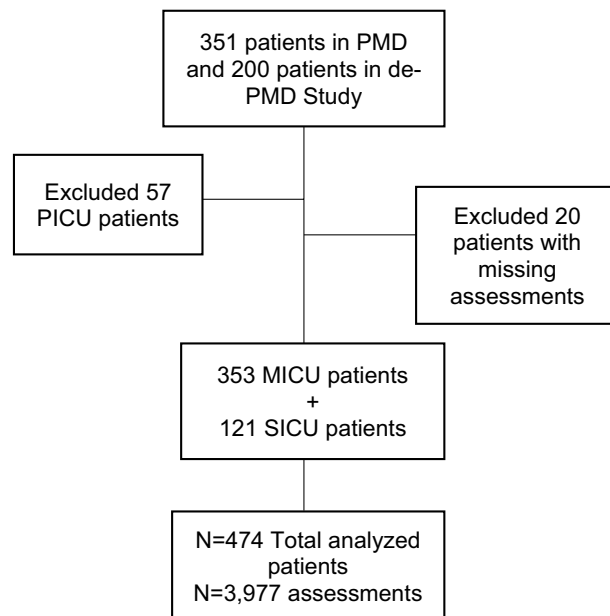 351 patients in PMD
and 200 patients in de-
PMD Study
Excluded 57
PICU patients
Excluded 20
patients with
missing
assessments
353 MICU patients
+
121 SICU patients
N=474 Total analyzed
patients
N=3,977 assessments